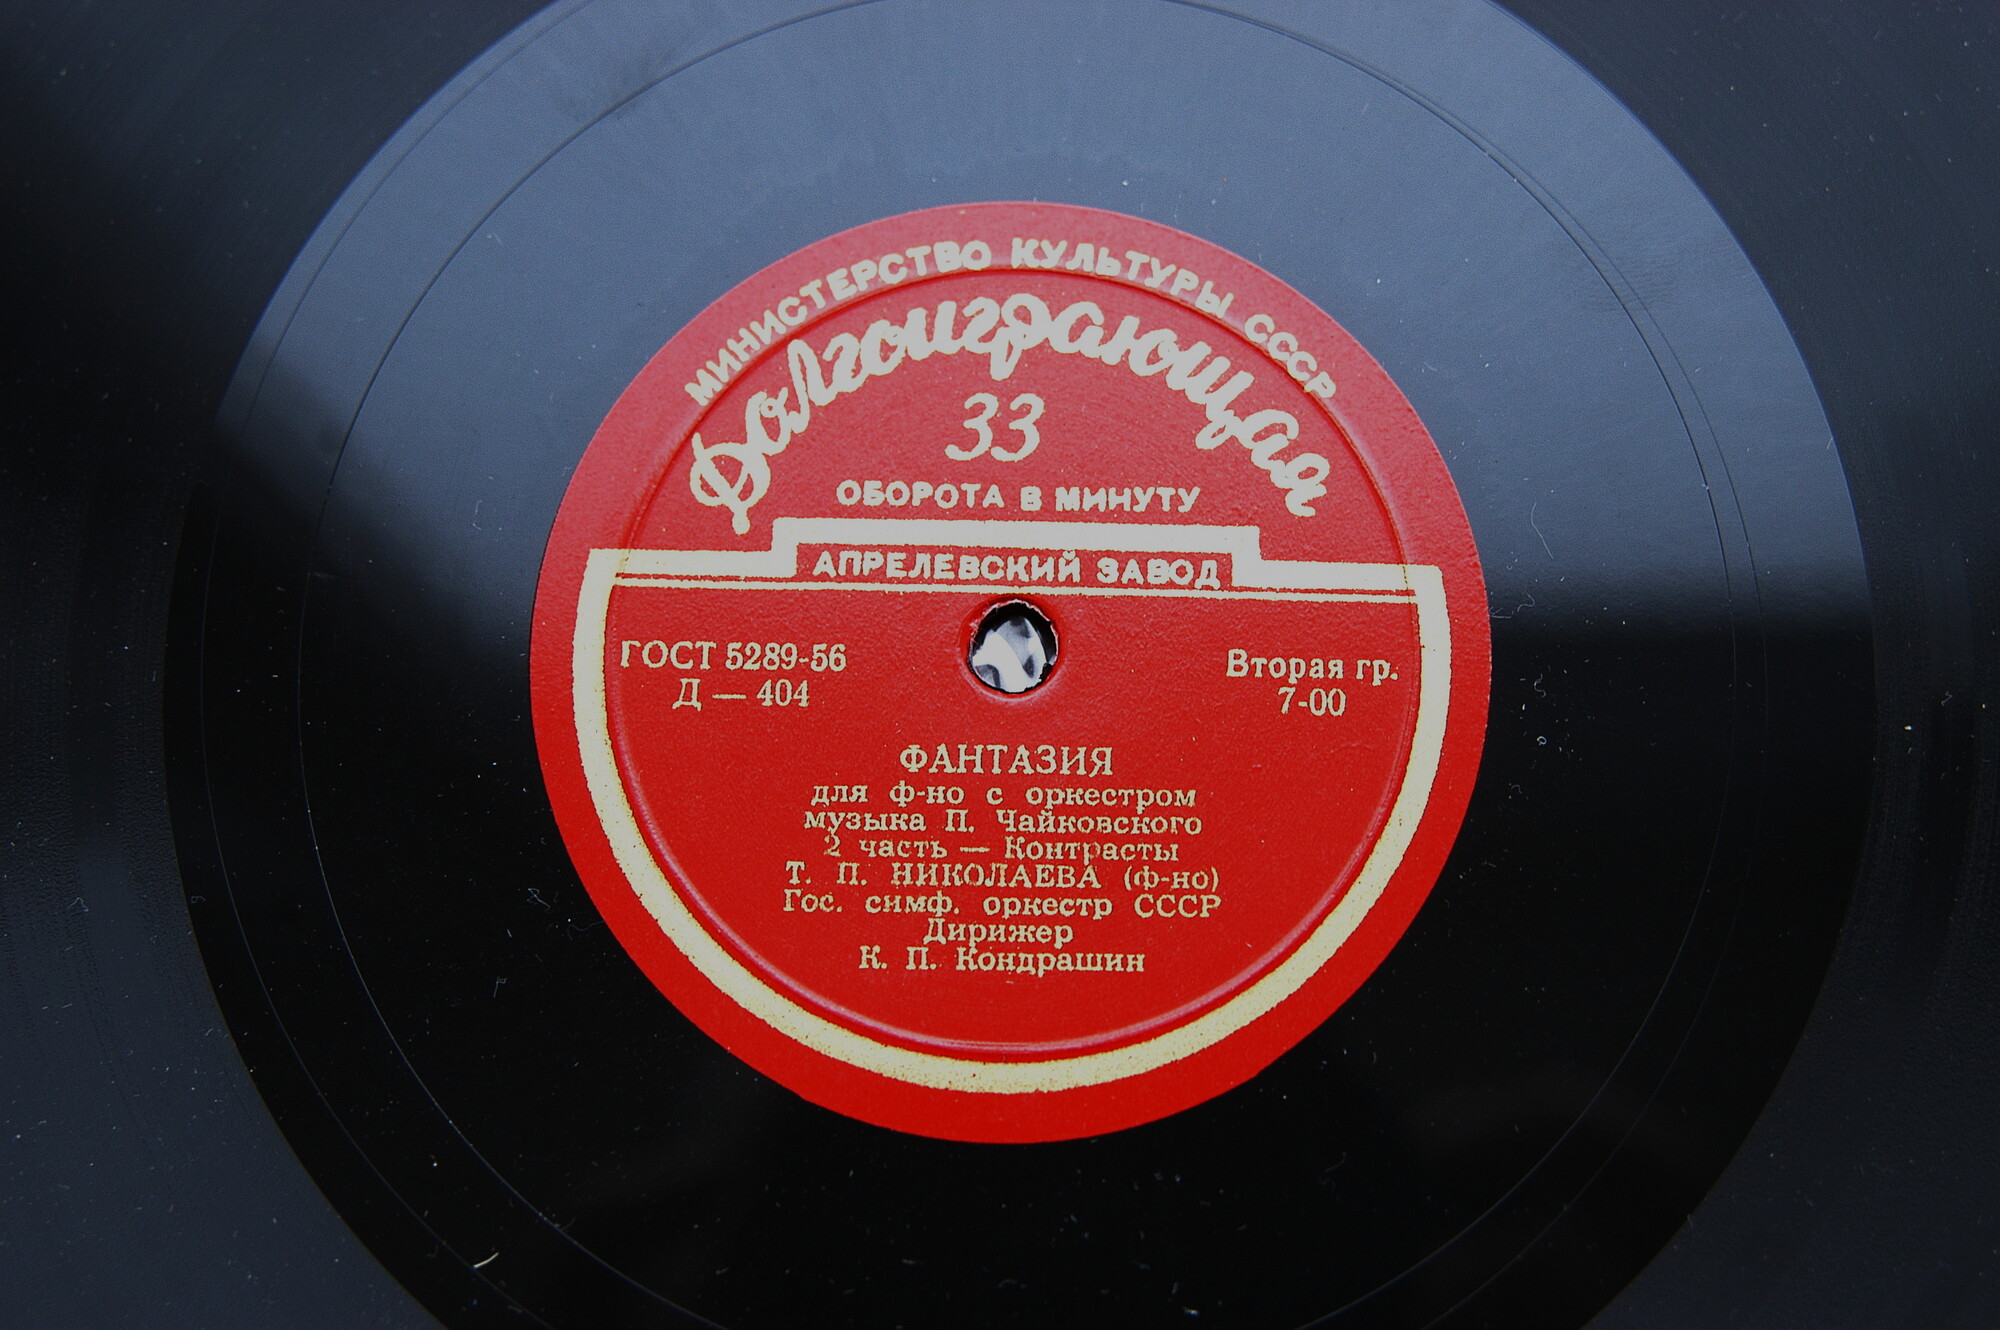 МИНИСТЕРСТВО КУЛЬТУРЫ СССР
Долгоиграющая
33
ОБОРОТА В МИНУТУ
АПРЕЛЕВСКИЙ ЗАВОД
ГОСТ 5289-56
Д — 404
Вторая гр.
7-00
ФАНТАЗИЯ
для ф-но с оркестром
музыка П. Чайковского
2 часть — Контрасты
Т. П. НИКОЛАЕВА (ф-но)
Гос. симф. оркестр СССР
Дирижер
К. П. Кондрашин